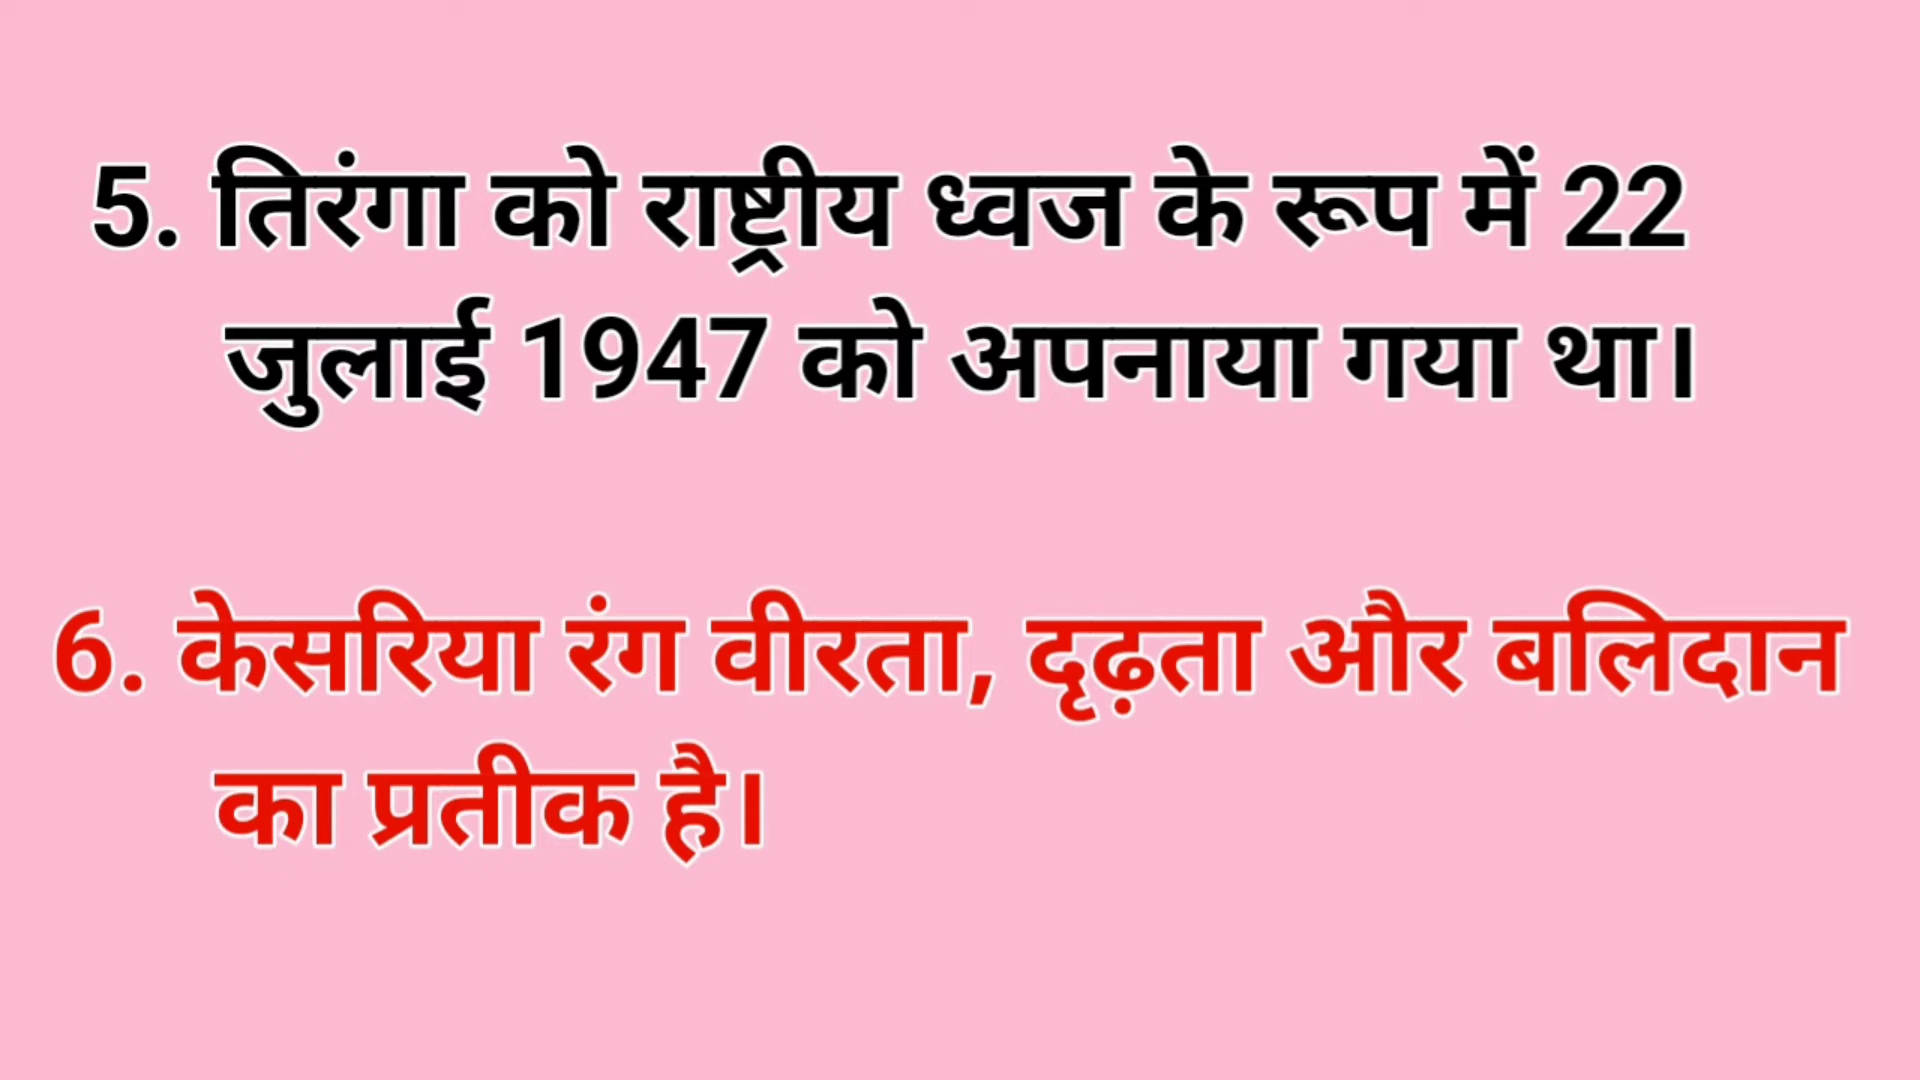 5. तिरंगा को राष्ट्रीय ध्वज के रूप में 22
जुलाई 1947 को अपनाया गया था।
6. केसरिया रंग वीरता, दृढ़ता और बलिदान
का प्रतीक है।